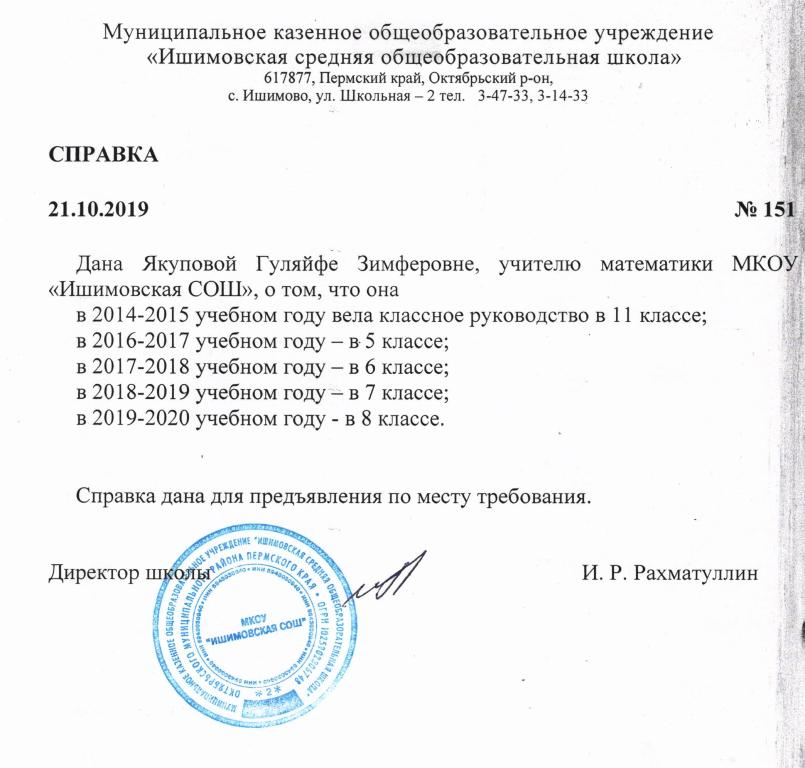 Муниципальное казенное общеобразовательное учреждение
«Ишимовская средняя общеобразовательная школа»
617877, Пермский край, Октябрьский р-он,
с. Ишимово, ул. Школьная – 2 тел. 3-47-33, 3-14-33
СПРАВКА
21.10.2019 № 151
Дана Якуповой Гуляйфе Зимферовне, учителю математики МКОУ
«Ишимовская СОШ», о том, что она
в 2014-2015 учебном году вела классное руководство в 11 классе;
в 2016-2017 учебном году – в 5 классе;
в 2017-2018 учебном году – в 6 классе;
в 2018-2019 учебном году – в 7 классе;
в 2019-2020 учебном году - в 8 классе.
Справка дана для предъявления по месту требования.
Директор школы И. Р. Рахматуллин
МУНИЦИПАЛЬНОЕ КАЗЕННОЕ ОБЩЕОБРАЗОВАТЕЛЬНОЕ УЧРЕЖДЕНИЕ "ИШИМОВСКАЯ СРЕДНЯЯ ОБЩЕОБРАЗОВАТЕЛЬНАЯ ШКОЛА"
ОКТЯБРЬСКОГО МУНИЦИПАЛЬНОГО РАЙОНА ПЕРМСКОГО КРАЯ * ОГРН
МКОУ
"ИШИМОВСКАЯ СОШ"
*2*